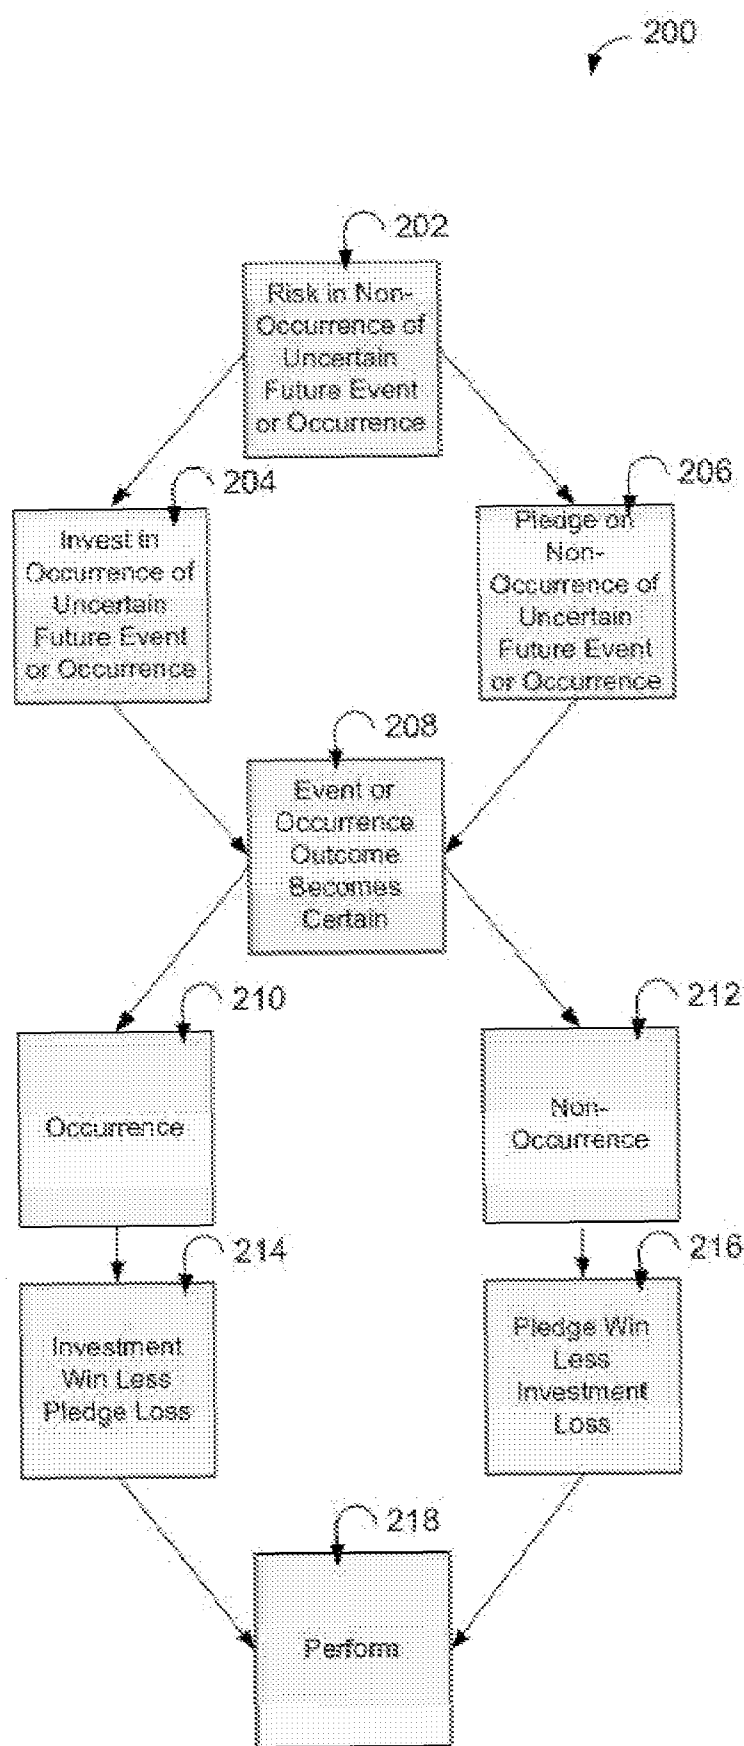 200
202
Risk in Non-
Occurrence of
Uncertain
Future Event
or Occurrence
204
Invest in
Occurrence of
Uncertain
Future Event
or Occurrence
206
Pledge on
Non-
Occurrence of
Uncertain
Future Event
or Occurrence
208
Event or
Occurrence
Outcome
Becomes
Certain
210
Occurrence
212
Non-
Occurrence
214
Investment
Win Less
Pledge Loss
216
Pledge Win
Less
Investment
Loss
218
Perform